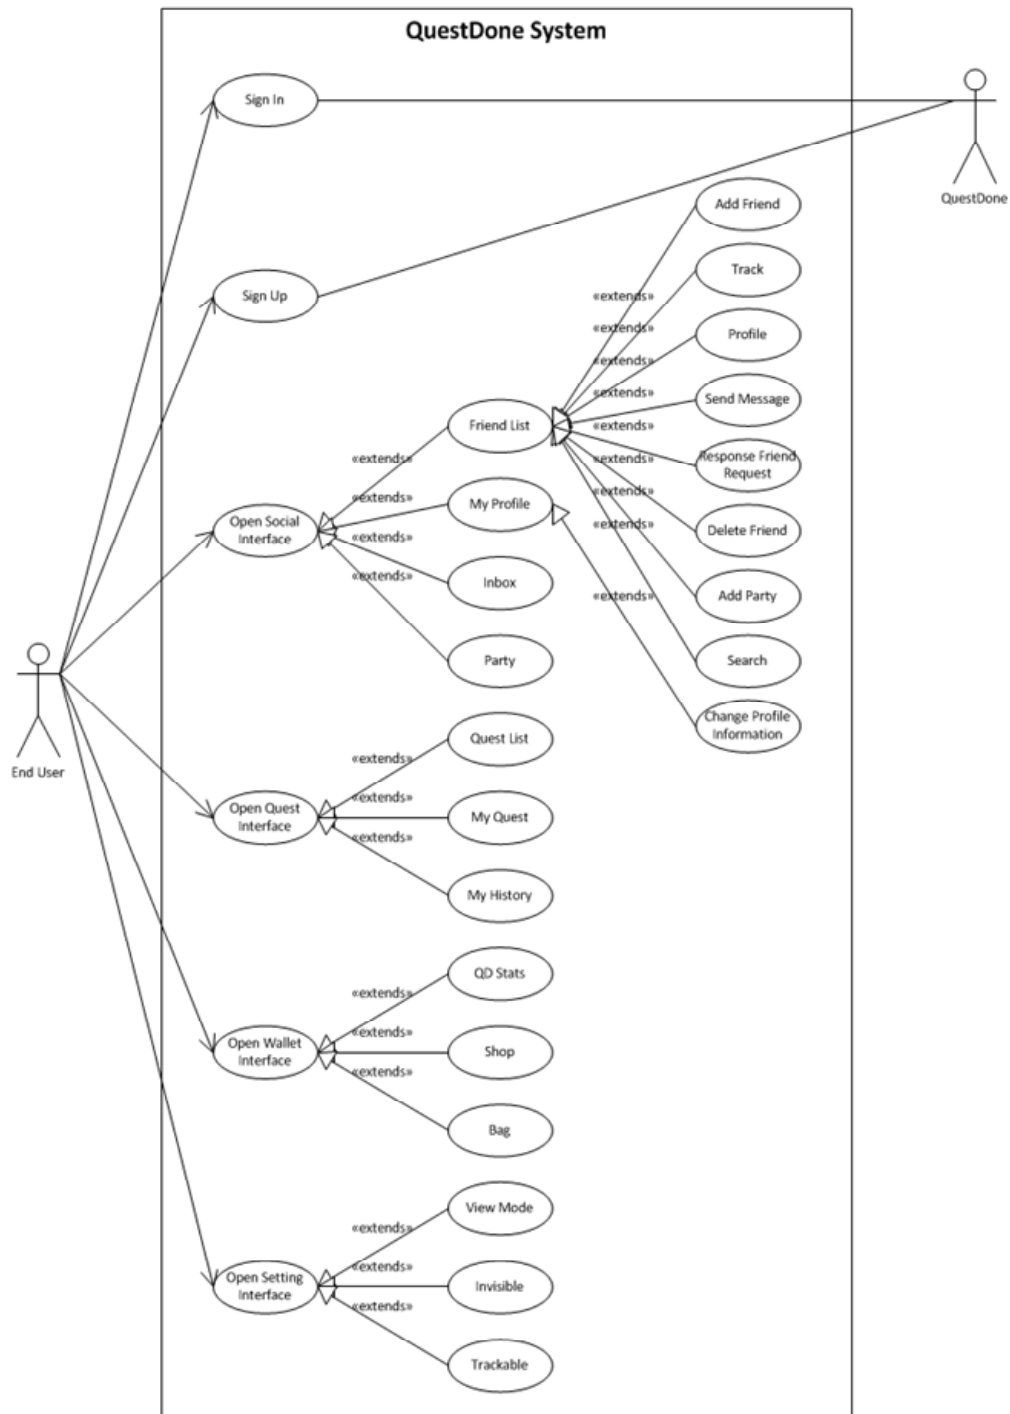 QuestDone System
Sign In
QuestDone
Add Friend
Track
Sign Up
«extends»
«extends»
Profile
«extends»
«extends»
Send Message
Friend List
«extends»
«extends»
Response Friend
Request
«extends»
«extends»
My Profile
«extends»
Open Social
Interface
«extends»
Delete Friend
«extends»
Inbox
«extends»
«extends»
Add Party
Party
Search
End User
Change Profile
Information
Quest List
«extends»
«extends»
Open Quest
Interface
My Quest
«extends»
My History
QD Stats
«extends»
«extends»
Open Wallet
Interface
Shop
«extends»
Bag
View Mode
«extends»
«extends»
Open Setting
Interface
Invisible
«extends»
Trackable